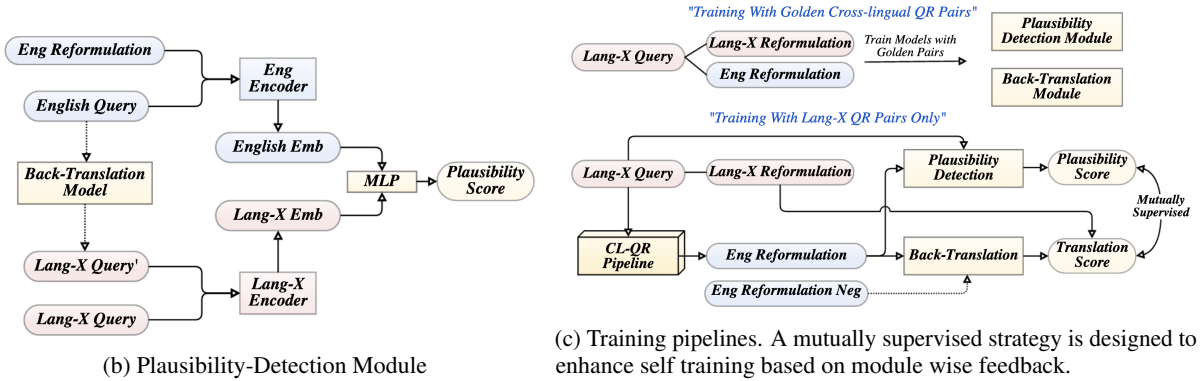 Eng Reformulation
English Query
Back-Translation
Model
Lang-X Query'
Lang-X Query
Eng
Encoder
English Emb
Lang-X Emb
Lang-X
Encoder
MLP
Plausibility
Score
(b) Plausibility-Detection Module
"Training With Golden Cross-lingual QR Pairs"
Lang-X Query
Lang-X Reformulation
Eng Reformulation
Train Models with
Golden Pairs
Plausibility
Detection Module
Back-Translation
Module
"Training With Lang-X QR Pairs Only"
Lang-X Query
Lang-X Reformulation
Plausibility
Detection
Plausibility
Score
Mutually
Supervised
CL-QR
Pipeline
Eng Reformulation
Back-Translation
Translation
Score
Eng Reformulation Neg
(c) Training pipelines. A mutually supervised strategy is designed to
enhance self training based on module wise feedback.